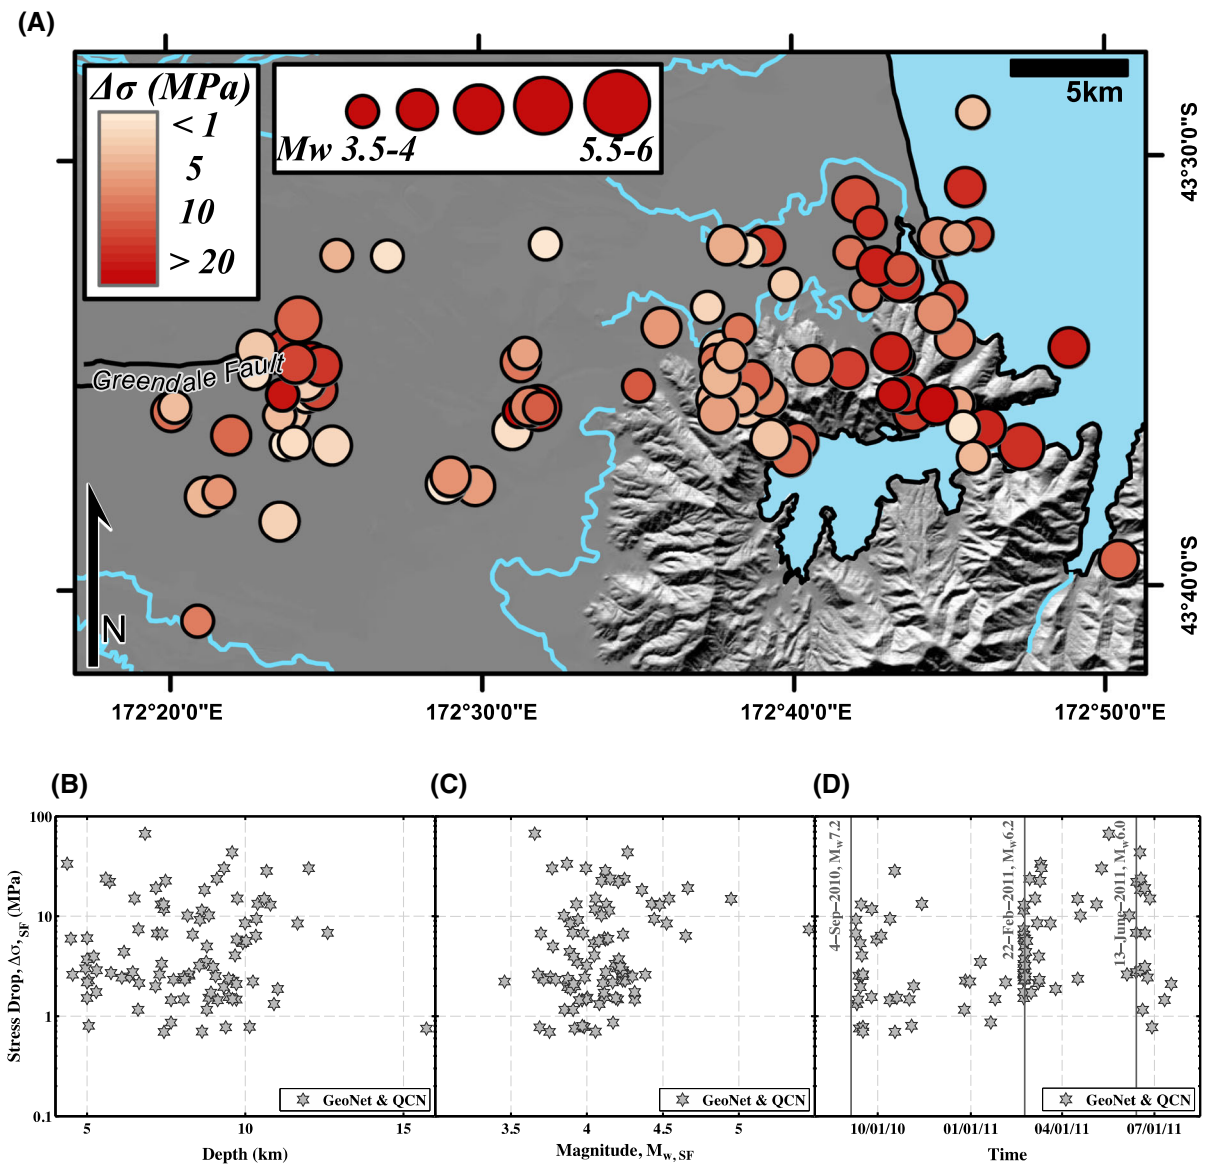 (A)
Δσ (MPa)
< 1
5
10
> 20
Mw 3.5-4
5.5-6
5km
43°30'0"S
Greendale Fault
N
43°40'0"S
172°20'0"E
172°30'0"E
172°40'0"E
172°50'0"E
(B)
(C)
(D)
100
10
1
0.1
Stress Drop, Δσ,SF (MPa)
GeoNet & QCN
5
10
15
Depth (km)
GeoNet & QCN
3.5
4
4.5
5
Magnitude, Mw, SF
4-Sep-2010, Mw7.2
22-Feb-2011, Mw6.2
13-June-2011, Mw6.0
GeoNet & QCN
10/01/10
01/01/11
04/01/11
07/01/11
Time